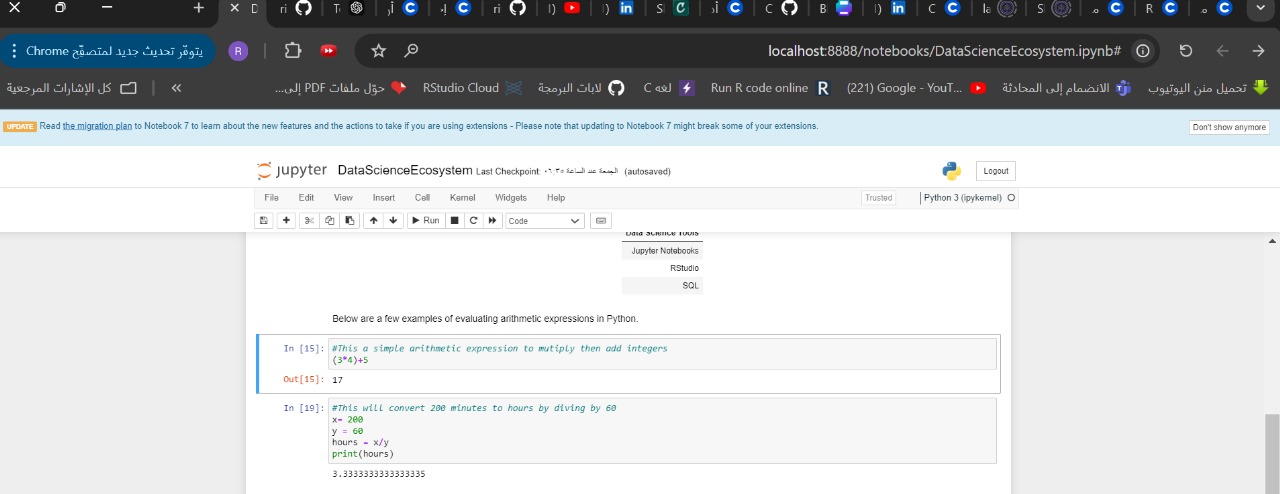 يتوفّر تحديث جديد لمتصفّح Chrome
R
localhost:8888/notebooks/DataScienceEcosystem.ipynb#
كل الإشارات المرجعية
حوّل ملفات PDF إلى...
RStudio Cloud
لابات البرمجة
لغه C
Run R code online
(221) Google - YouT...
الانضمام إلى المحادثة
تحميل منن اليوتيوب
UPDATE Read the migration plan to Notebook 7 to learn about the new features and the actions to take if you are using extensions - Please note that updating to Notebook 7 might break some of your extensions.
Don't show anymore
jupyter DataScienceEcosystem Last Checkpoint: الجمعة عند الساعة ٠٦:٣٥ (autosaved)
Logout
File Edit View Insert Cell Kernel Widgets Help
Trusted Python 3 (ipykernel)
Run Code
Data Science Tools
Jupyter Notebooks
RStudio
SQL
Below are a few examples of evaluating arithmetic expressions in Python.
In [15]: #This a simple arithmetic expression to mutiply then add integers
(3*4)+5
Out[15]: 17
In [19]: #This will convert 200 minutes to hours by diving by 60
x= 200
y = 60
hours = x/y
print(hours)
3.3333333333333335